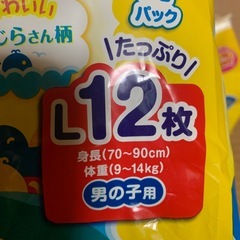 わいい
じらさん柄
パック
\たっぷり/
L12枚
身長(70~90cm)
体重(9~14kg)
男の子用